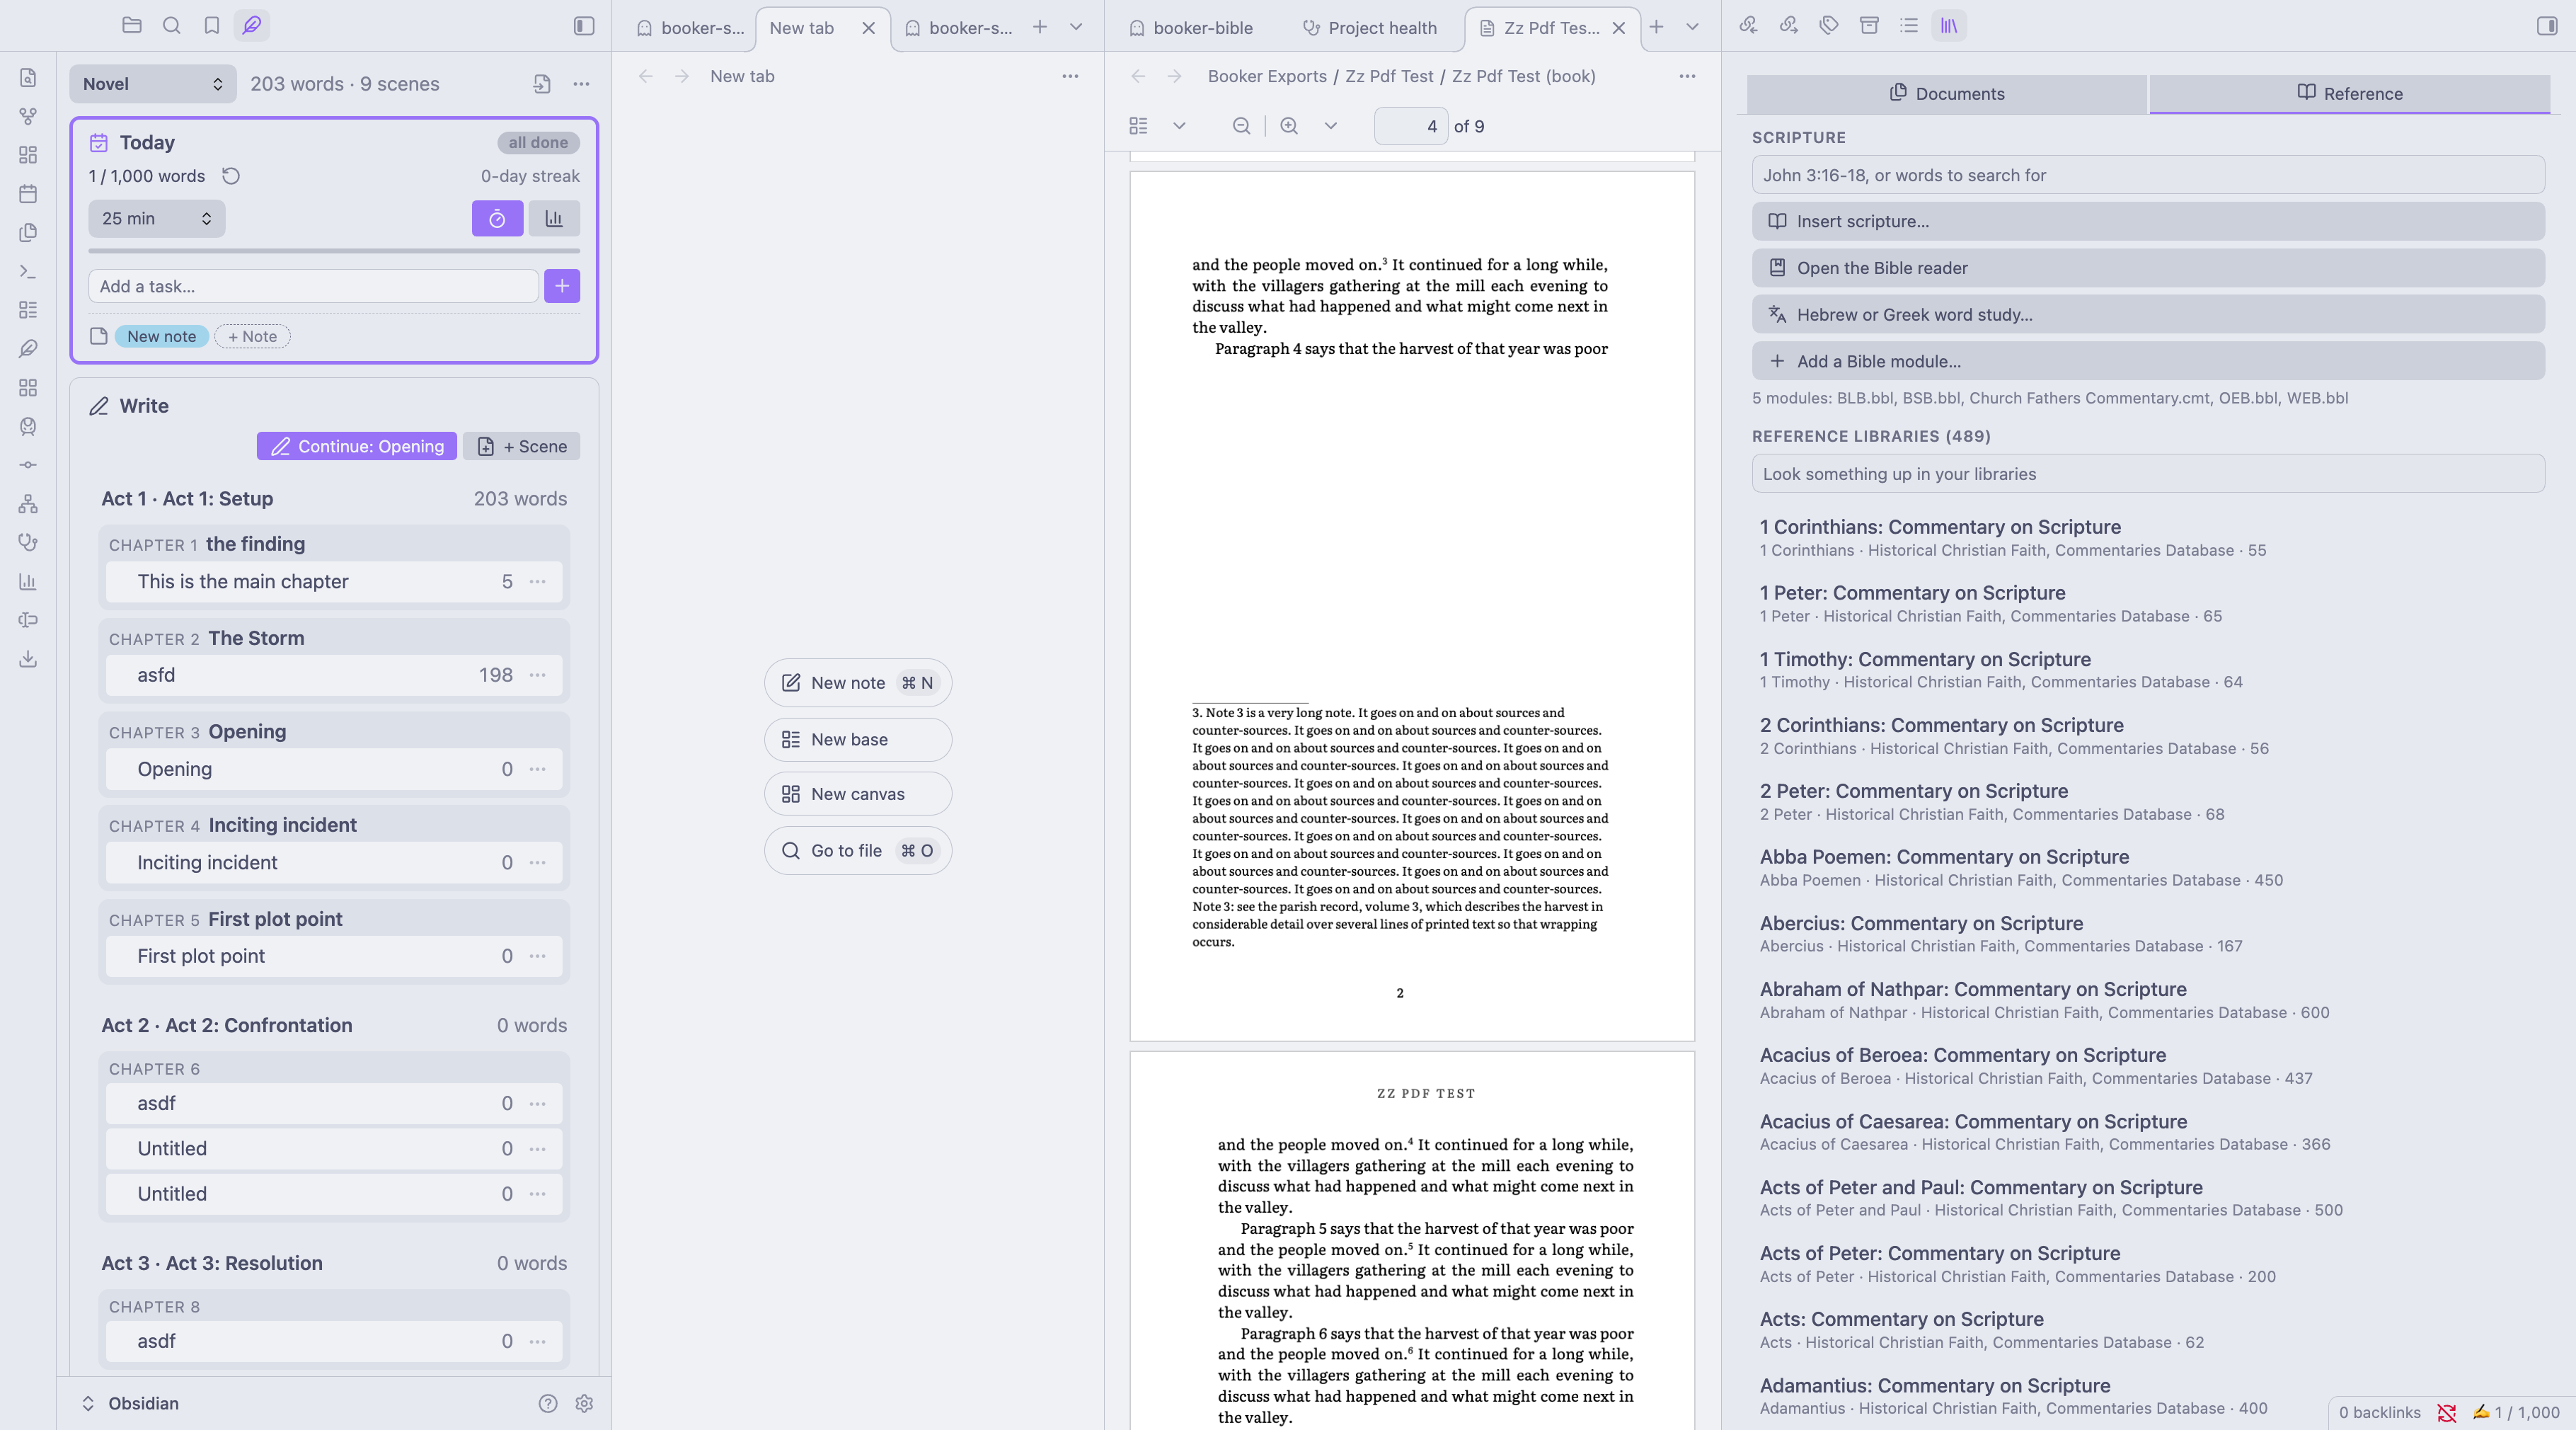 Novel
203 words · 9 scenes
Today
all done
1 / 1,000 words
0-day streak
25 min
Add a task...
New note
+ Note
Write
Continue: Opening
+ Scene
Act 1 · Act 1: Setup
203 words
CHAPTER 1 the finding
This is the main chapter
5
CHAPTER 2 The Storm
asfd
198
CHAPTER 3 Opening
Opening
0
CHAPTER 4 Inciting incident
Inciting incident
0
CHAPTER 5 First plot point
First plot point
0
Act 2 · Act 2: Confrontation
0 words
CHAPTER 6
asdf
0
Untitled
0
Untitled
0
Act 3 · Act 3: Resolution
0 words
CHAPTER 8
asdf
0
Obsidian
booker-s...
New tab
booker-s...
New tab
New note ⌘ N
New base
New canvas
Go to file ⌘ O
booker-bible
Project health
Zz Pdf Tes...
Booker Exports / Zz Pdf Test / Zz Pdf Test (book)
4 of 9
and the people moved on.³ It continued for a long while,
with the villagers gathering at the mill each evening to
discuss what had happened and what might come next in
the valley.
Paragraph 4 says that the harvest of that year was poor
3. Note 3 is a very long note. It goes on and on about sources and
counter-sources. It goes on and on about sources and counter-sources.
It goes on and on about sources and counter-sources. It goes on and on
about sources and counter-sources. It goes on and on about sources and
counter-sources. It goes on and on about sources and counter-sources.
It goes on and on about sources and counter-sources. It goes on and on
about sources and counter-sources. It goes on and on about sources and
counter-sources. It goes on and on about sources and counter-sources.
It goes on and on about sources and counter-sources. It goes on and on
about sources and counter-sources. It goes on and on about sources and
counter-sources. It goes on and on about sources and counter-sources.
Note 3: see the parish record, volume 3, which describes the harvest in
considerable detail over several lines of printed text so that wrapping
occurs.
2
ZZ PDF TEST
and the people moved on.⁴ It continued for a long while,
with the villagers gathering at the mill each evening to
discuss what had happened and what might come next in
the valley.
Paragraph 5 says that the harvest of that year was poor
and the people moved on.⁵ It continued for a long while,
with the villagers gathering at the mill each evening to
discuss what had happened and what might come next in
the valley.
Paragraph 6 says that the harvest of that year was poor
and the people moved on.⁶ It continued for a long while,
with the villagers gathering at the mill each evening to
discuss what had happened and what might come next in
the valley.
Documents
Reference
SCRIPTURE
John 3:16-18, or words to search for
Insert scripture...
Open the Bible reader
Hebrew or Greek word study...
Add a Bible module...
5 modules: BLB.bbl, BSB.bbl, Church Fathers Commentary.cmt, OEB.bbl, WEB.bbl
REFERENCE LIBRARIES (489)
Look something up in your libraries
1 Corinthians: Commentary on Scripture
1 Corinthians · Historical Christian Faith, Commentaries Database · 55
1 Peter: Commentary on Scripture
1 Peter · Historical Christian Faith, Commentaries Database · 65
1 Timothy: Commentary on Scripture
1 Timothy · Historical Christian Faith, Commentaries Database · 64
2 Corinthians: Commentary on Scripture
2 Corinthians · Historical Christian Faith, Commentaries Database · 56
2 Peter: Commentary on Scripture
2 Peter · Historical Christian Faith, Commentaries Database · 68
Abba Poemen: Commentary on Scripture
Abba Poemen · Historical Christian Faith, Commentaries Database · 450
Abercius: Commentary on Scripture
Abercius · Historical Christian Faith, Commentaries Database · 167
Abraham of Nathpar: Commentary on Scripture
Abraham of Nathpar · Historical Christian Faith, Commentaries Database · 600
Acacius of Beroea: Commentary on Scripture
Acacius of Beroea · Historical Christian Faith, Commentaries Database · 437
Acacius of Caesarea: Commentary on Scripture
Acacius of Caesarea · Historical Christian Faith, Commentaries Database · 366
Acts of Peter and Paul: Commentary on Scripture
Acts of Peter and Paul · Historical Christian Faith, Commentaries Database · 500
Acts of Peter: Commentary on Scripture
Acts of Peter · Historical Christian Faith, Commentaries Database · 200
Acts: Commentary on Scripture
Acts · Historical Christian Faith, Commentaries Database · 62
Adamantius: Commentary on Scripture
Adamantius · Historical Christian Faith, Commentaries Database · 400
0 backlinks
✍️ 1 / 1,000